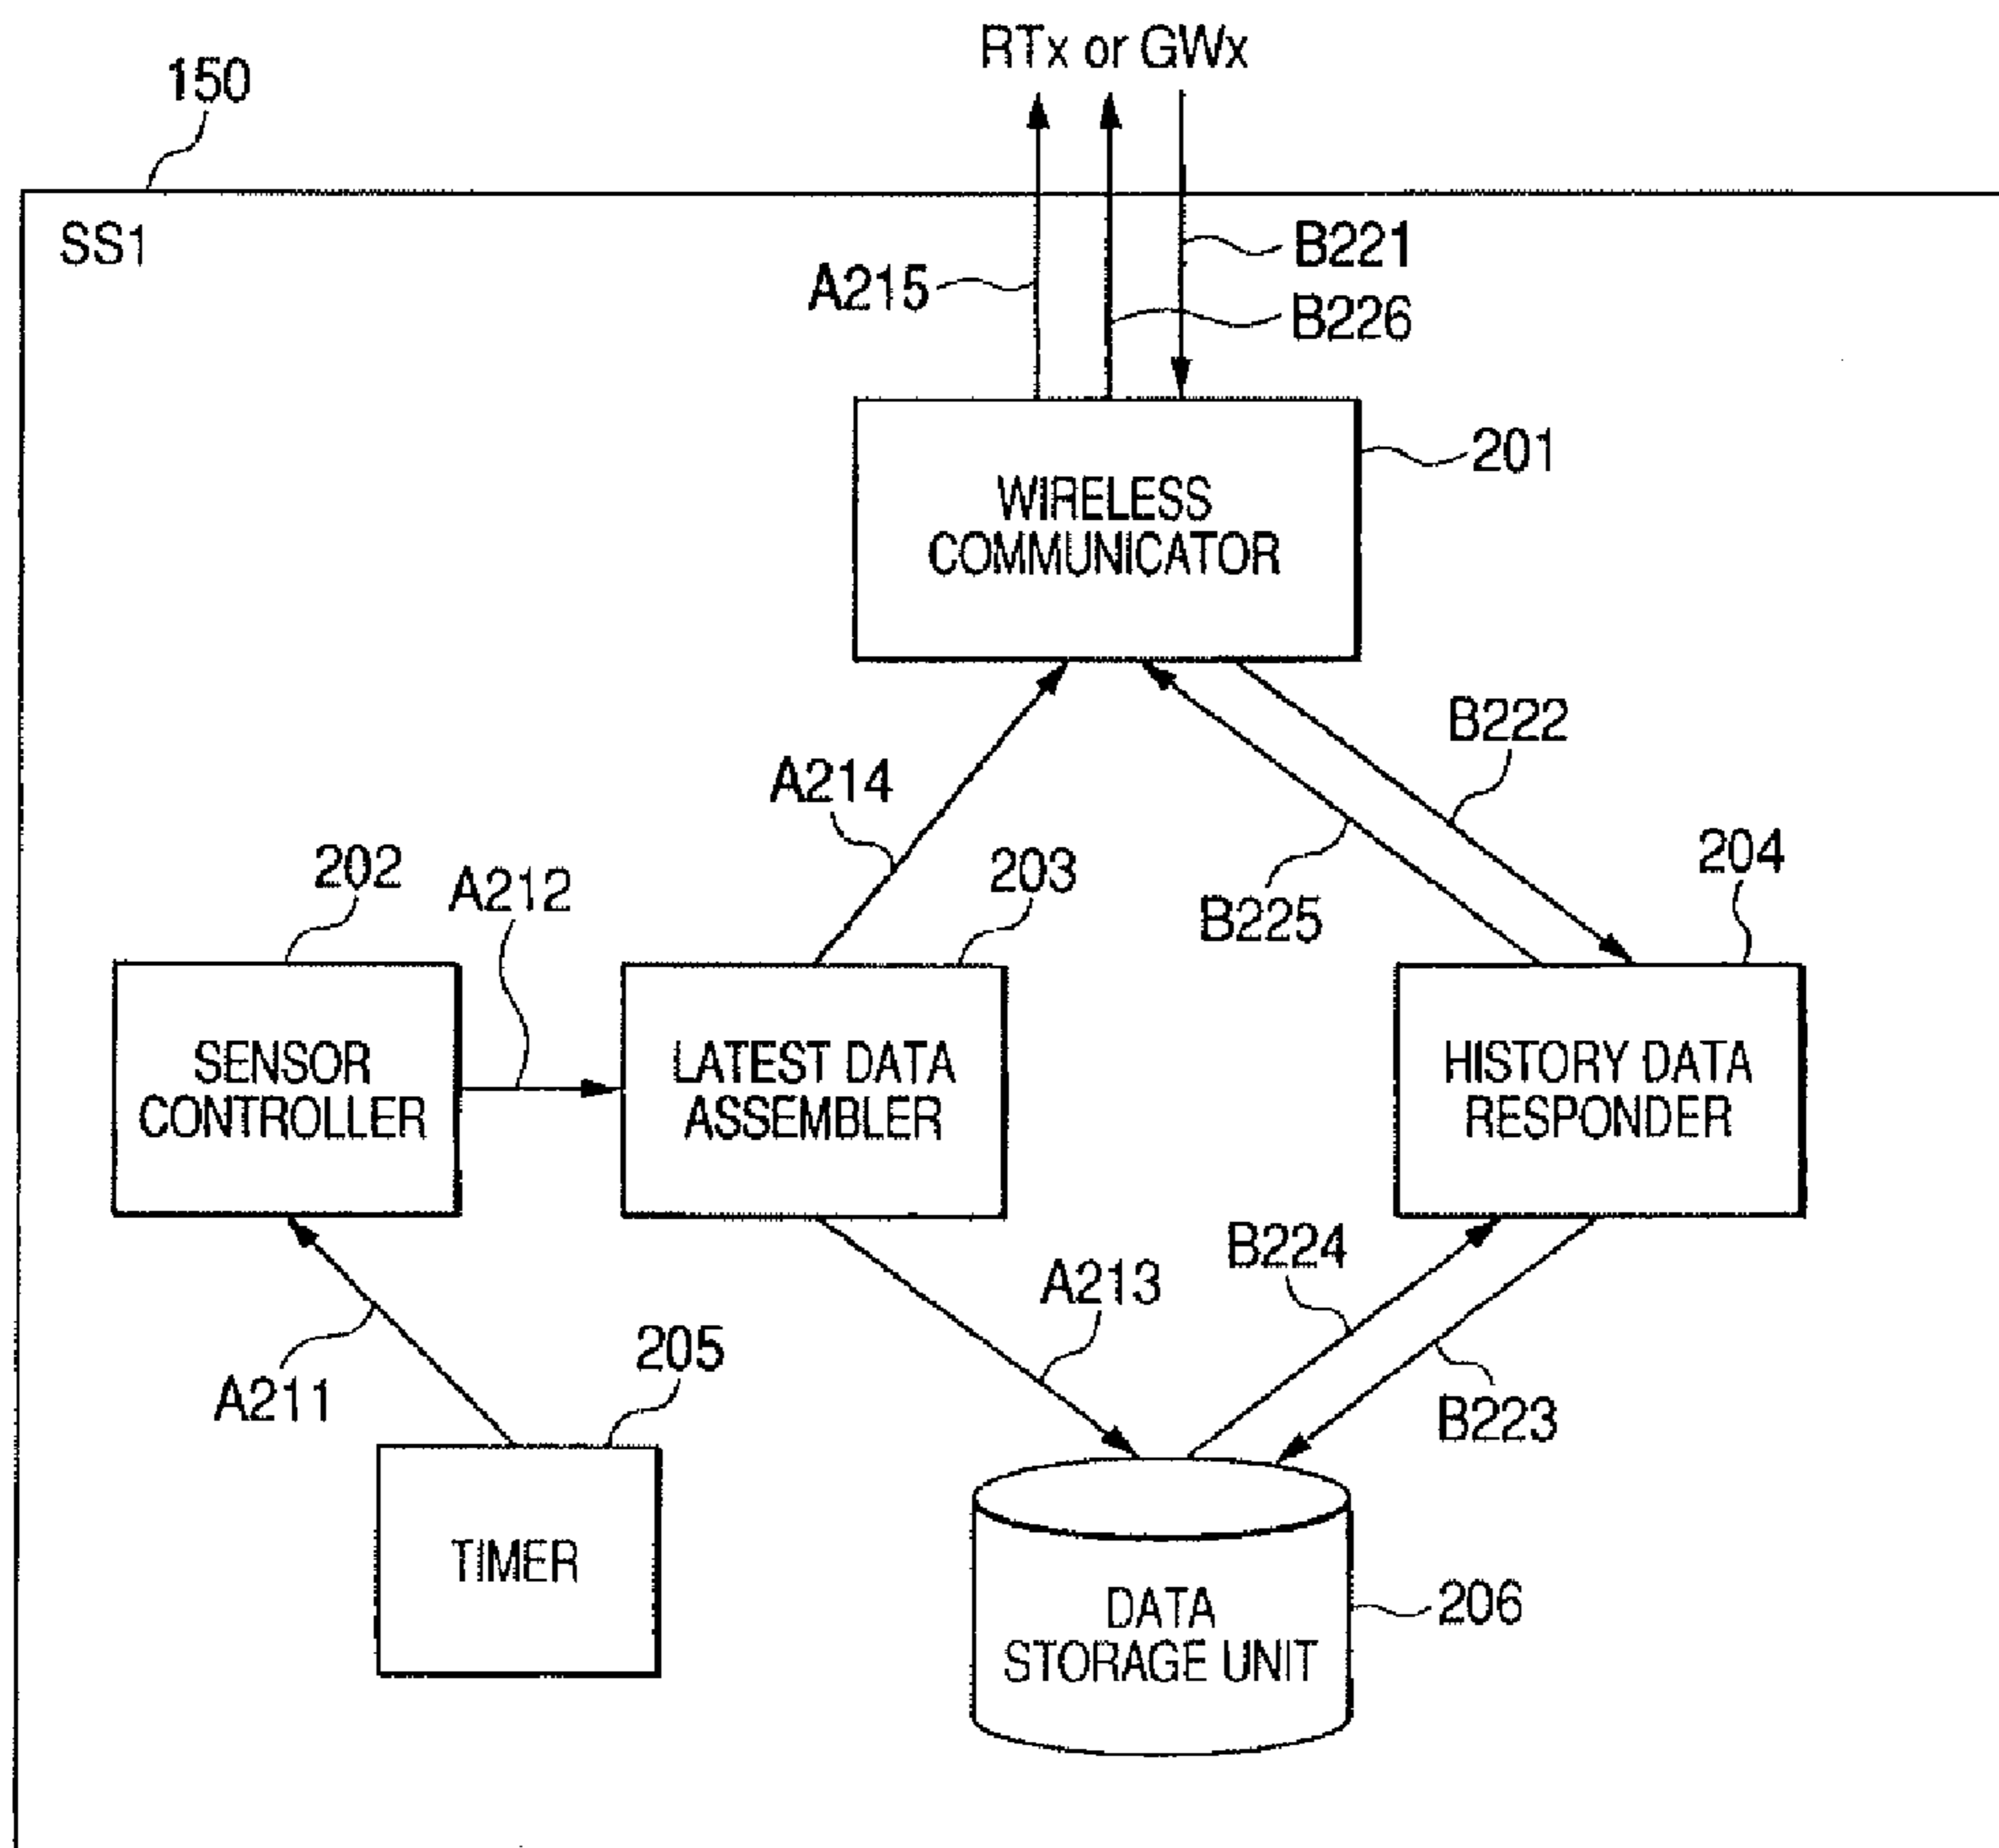 RTx or GWx
150
SS1
B221
A215
B226
201
WIRELESS
COMMUNICATOR
B222
A214
204
203
202
A212
B225
SENSOR
CONTROLLER
LATEST DATA
ASSEMBLER
HISTORY DATA
RESPONDER
B224
A213
205
A211
B223
TIMER
DATA
STORAGE UNIT
206